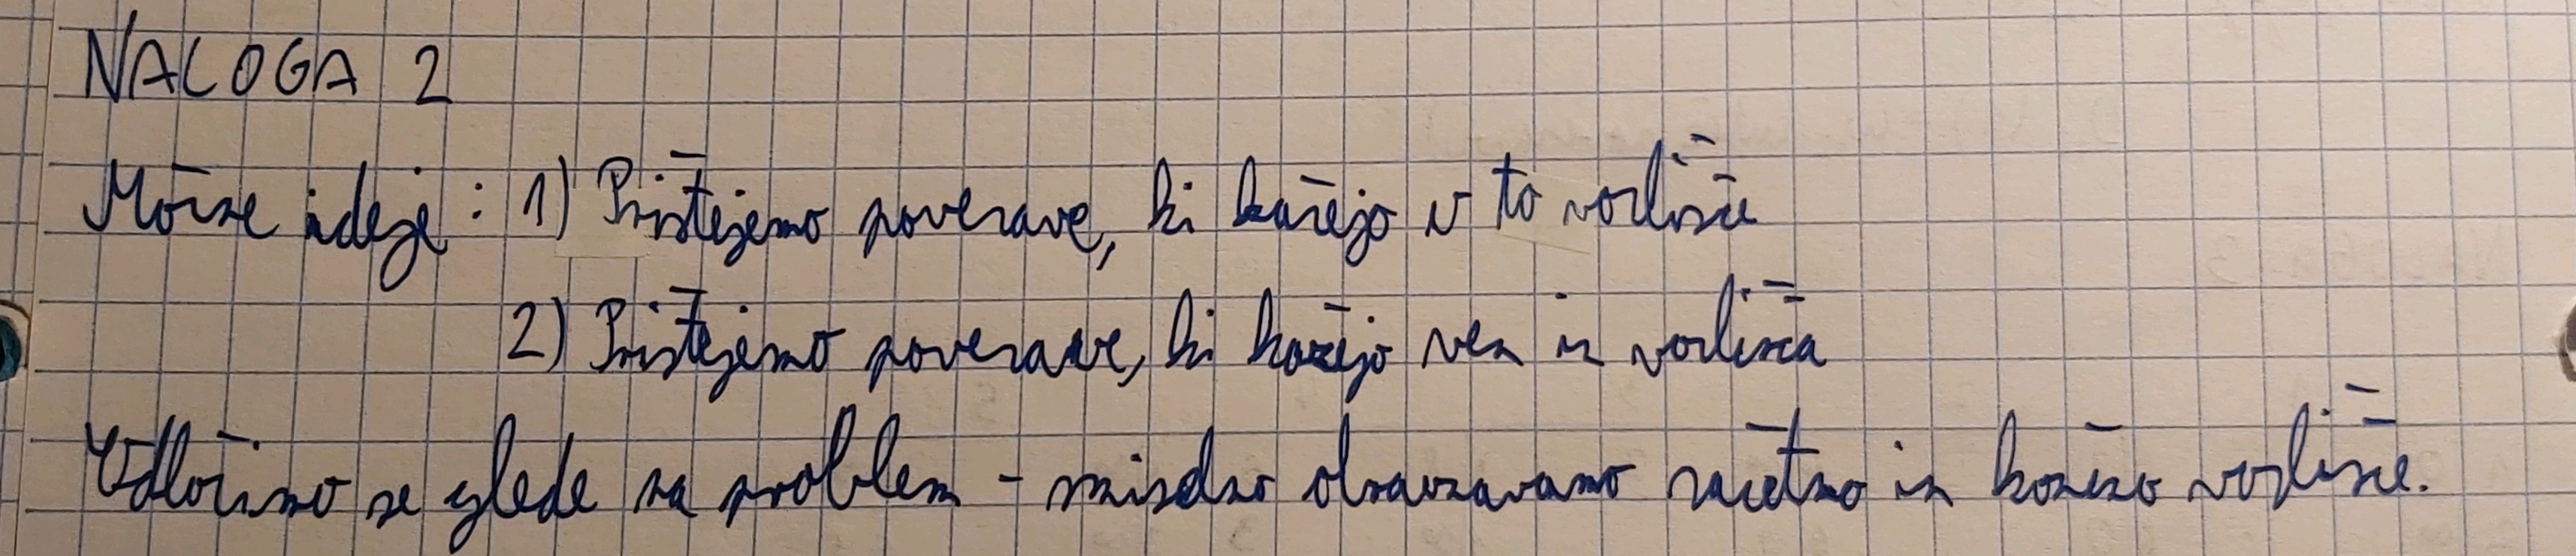 NALOGA 2
Možne ideje: 1) Prištejemo povezave, ki kažejo v to vozlišče
2) Prištejemo povezave, ki kažejo ven iz vozlišča
Odločimo se glede na problem - smiselno obravnavamo začetno in končno vozlišče.